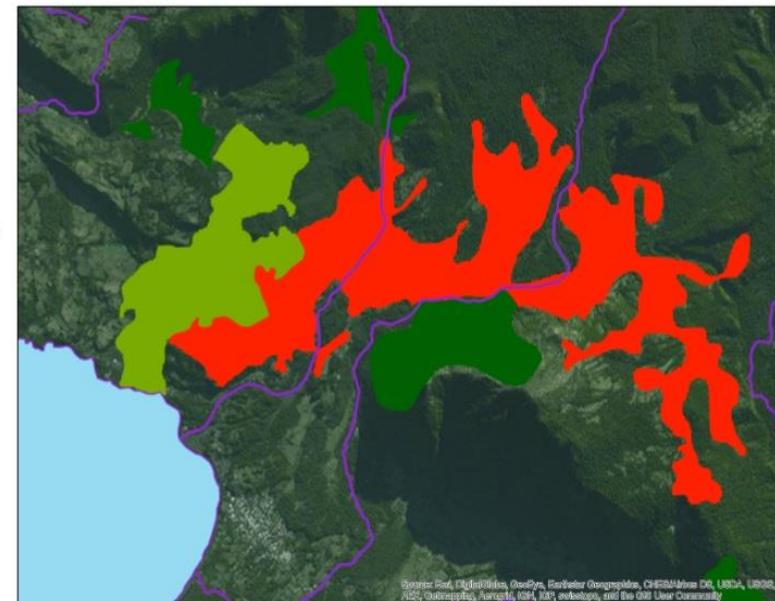 Source: Esri, DigitalGlobe, GeoEye, Earthstar Geographics, CNES/Airbus DS, USDA, USGS,
AEX, Getmapping, Aerogrid, IGN, IGP, swisstopo, and the GIS User Community